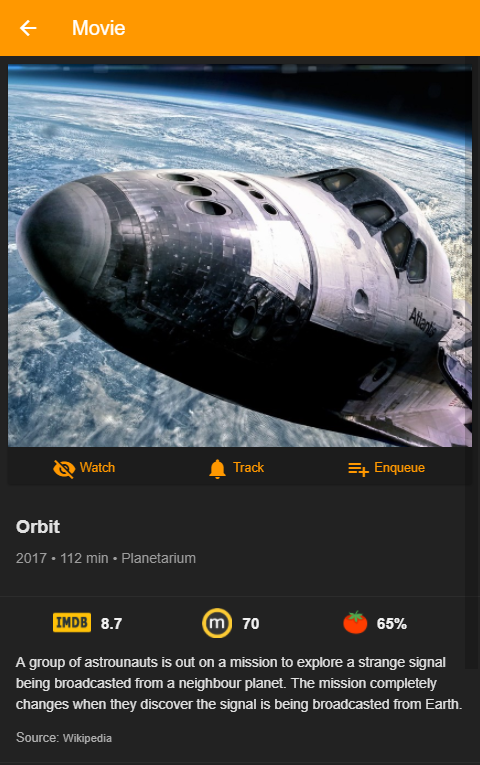 Movie
Atlantis
Watch
Track
Enqueue
Orbit
2017 • 112 min • Planetarium
IMDB 8.7
m 70
65%
A group of astrounauts is out on a mission to explore a strange signal
being broadcasted from a neighbour planet. The mission completely
changes when they discover the signal is being broadcasted from Earth.
Source: Wikipedia